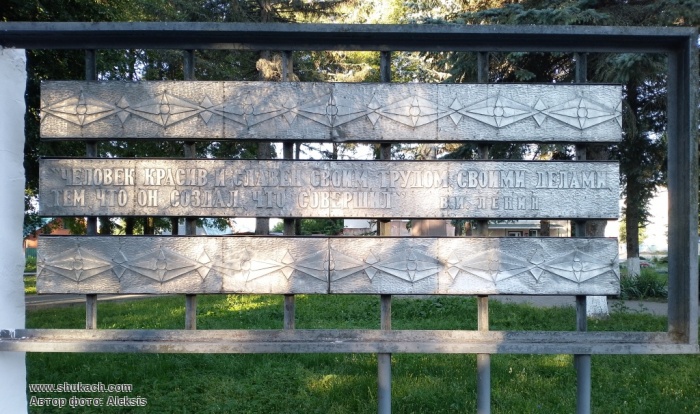 "ЧЕЛОВЕК КРАСИВ И СЛАВЕН СВОИМ ТРУДОМ СВОИМИ ДЕЛАМИ
ТЕМ ЧТО ОН СОЗДАЛ, ЧТО СОВЕРШИЛ" В.И. ЛЕНИН
www.shukach.com
Автор фото: Aleksis